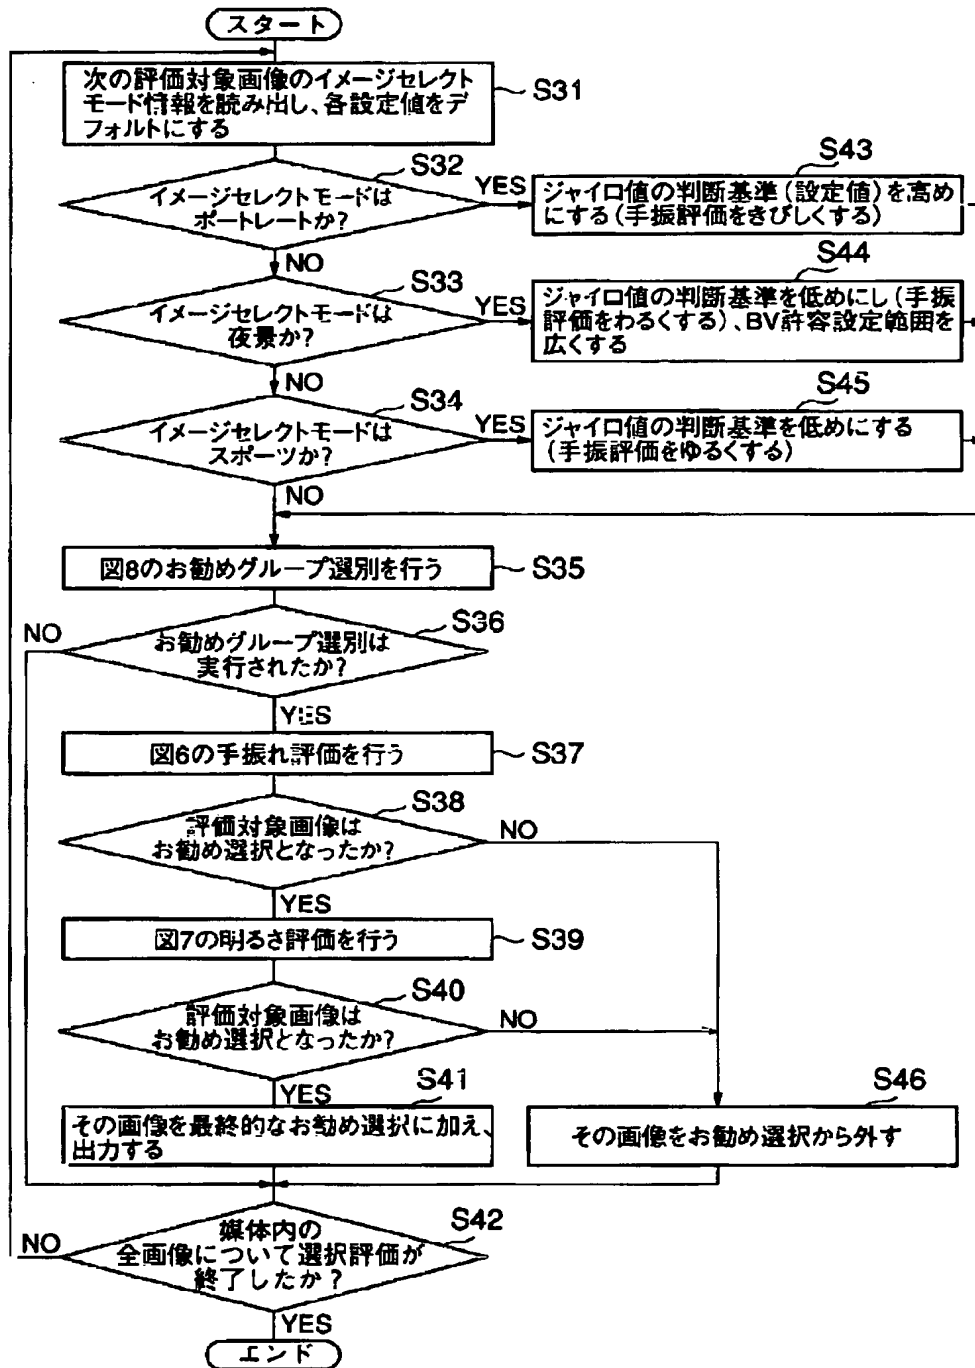 スタート
次の評価対象画像のイメージセレクト
モード情報を読み出し、各設定値をデ
フォルトにする
S31
S32
イメージセレクトモードは
ポートレートか?
YES
S43
ジャイロ値の判断基準(設定値)を高め
にする(手振評価をきびしくする)
NO
S33
イメージセレクトモードは
夜景か?
YES
S44
ジャイロ値の判断基準を低めにし(手振
評価をわるくする)、BV許容設定範囲を
広くする
NO
S34
イメージセレクトモードは
スポーツか?
YES
S45
ジャイロ値の判断基準を低めにする
(手振評価をゆるくする)
NO
図8のお勧めグループ選別を行う
S35
S36
NO
お勧めグループ選別は
実行されたか?
YES
図6の手振れ評価を行う
S37
S38
評価対象画像は
お勧め選択となったか?
NO
YES
図7の明るさ評価を行う
S39
S40
評価対象画像は
お勧め選択となったか?
NO
YES
S41
その画像を最終的なお勧め選択に加え、
出力する
S46
その画像をお勧め選択から外す
S42
媒体内の
全画像について選択評価が
終了したか?
NO
YES
エンド